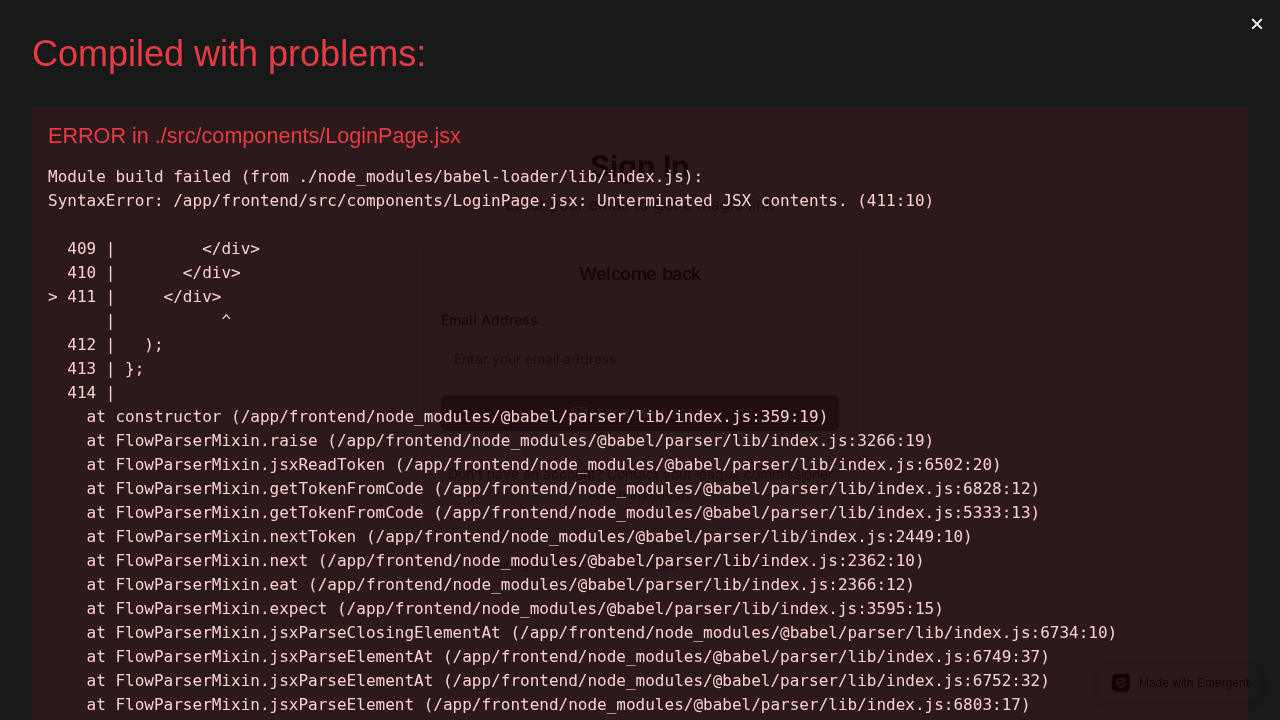 ×
Compiled with problems:
ERROR in ./src/components/LoginPage.jsx
Module build failed (from ./node_modules/babel-loader/lib/index.js):
SyntaxError: /app/frontend/src/components/LoginPage.jsx: Unterminated JSX contents. (411:10)
  409 |         </div>
  410 |       </div>
> 411 |     </div>
      |           ^
  412 |   );
  413 | };
  414 |
    at constructor (/app/frontend/node_modules/@babel/parser/lib/index.js:359:19)
    at FlowParserMixin.raise (/app/frontend/node_modules/@babel/parser/lib/index.js:3266:19)
    at FlowParserMixin.jsxReadToken (/app/frontend/node_modules/@babel/parser/lib/index.js:6502:20)
    at FlowParserMixin.getTokenFromCode (/app/frontend/node_modules/@babel/parser/lib/index.js:6828:12)
    at FlowParserMixin.getTokenFromCode (/app/frontend/node_modules/@babel/parser/lib/index.js:5333:13)
    at FlowParserMixin.nextToken (/app/frontend/node_modules/@babel/parser/lib/index.js:2449:10)
    at FlowParserMixin.next (/app/frontend/node_modules/@babel/parser/lib/index.js:2362:10)
    at FlowParserMixin.eat (/app/frontend/node_modules/@babel/parser/lib/index.js:2366:12)
    at FlowParserMixin.expect (/app/frontend/node_modules/@babel/parser/lib/index.js:3595:15)
    at FlowParserMixin.jsxParseClosingElementAt (/app/frontend/node_modules/@babel/parser/lib/index.js:6734:10)
    at FlowParserMixin.jsxParseElementAt (/app/frontend/node_modules/@babel/parser/lib/index.js:6749:37)
    at FlowParserMixin.jsxParseElementAt (/app/frontend/node_modules/@babel/parser/lib/index.js:6752:32)
    at FlowParserMixin.jsxParseElement (/app/frontend/node_modules/@babel/parser/lib/index.js:6803:17)
Sign In
Welcome back
Email Address
Enter your email address
Made with Emergent